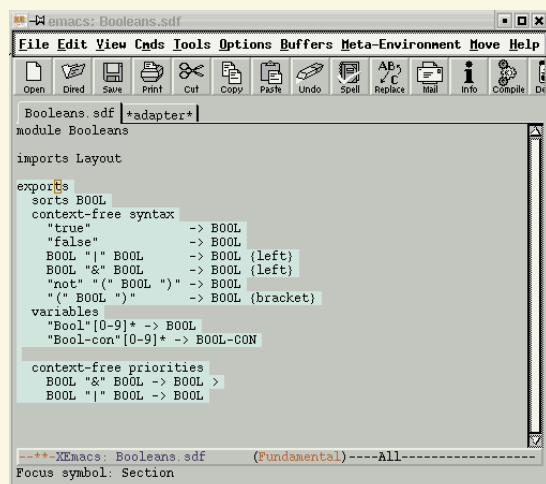 emacs: Booleans.sdf
File Edit View Cmds Tools Options Buffers Meta-Environment Move Help
Open Dired Save Print Cut Copy Paste Undo Spell Replace Mail Info Compile De
Booleans.sdf *adapter*
module Booleans
imports Layout
exports
sorts BOOL
context-free syntax
"true" -> BOOL
"false" -> BOOL
BOOL "|" BOOL -> BOOL {left}
BOOL "&" BOOL -> BOOL {left}
"not" "(" BOOL ")" -> BOOL
"(" BOOL ")" -> BOOL {bracket}
variables
"Bool"[0-9]* -> BOOL
"Bool-con"[0-9]* -> BOOL-CON
context-free priorities
BOOL "&" BOOL -> BOOL >
BOOL "|" BOOL -> BOOL
--**-XEmacs: Booleans.sdf (Fundamental)----All------------------
Focus symbol: Section